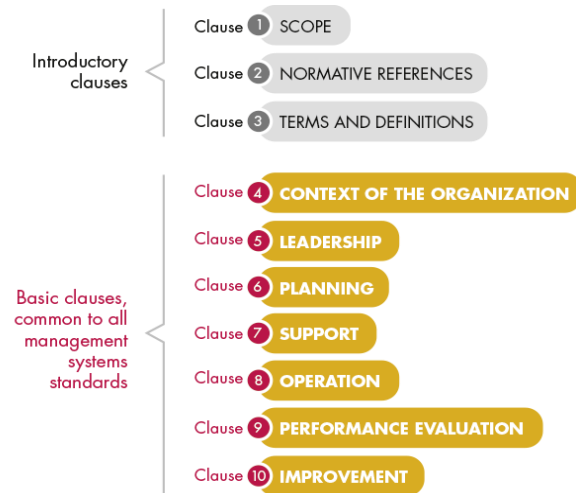 Introductory
clauses
Clause 1 SCOPE
Clause 2 NORMATIVE REFERENCES
Clause 3 TERMS AND DEFINITIONS
Basic clauses,
common to all
management
systems
standards
Clause 4 CONTEXT OF THE ORGANIZATION
Clause 5 LEADERSHIP
Clause 6 PLANNING
Clause 7 SUPPORT
Clause 8 OPERATION
Clause 9 PERFORMANCE EVALUATION
Clause 10 IMPROVEMENT